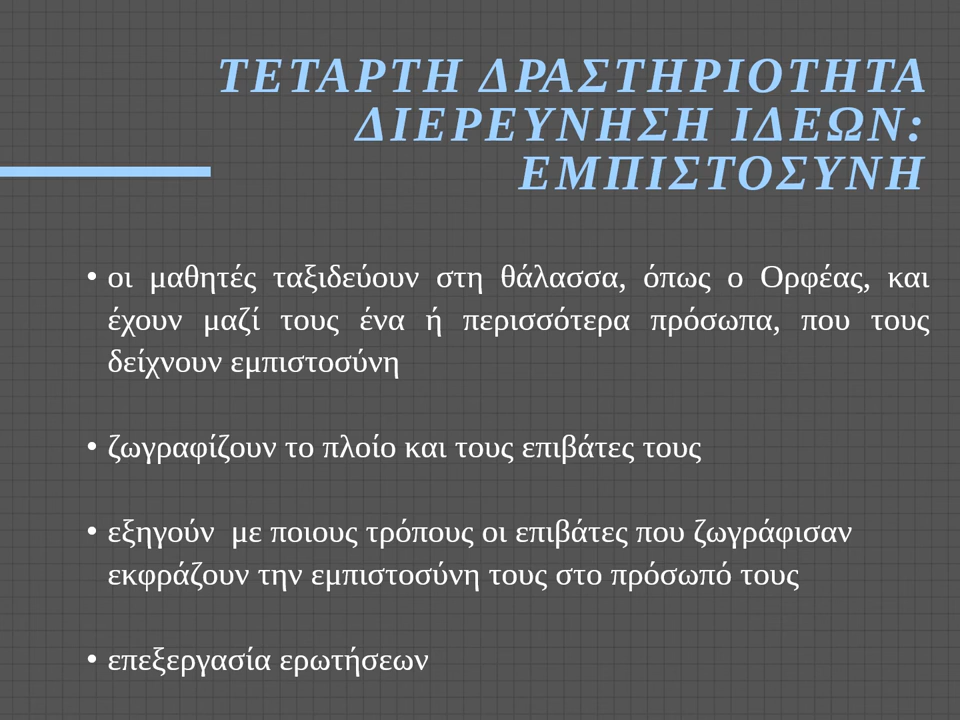 ΤΕΤΑΡΤΗ ΔΡΑΣΤΗΡΙΟΤΗΤΑ
ΔΙΕΡΕΥΝΗΣΗ ΙΔΕΩΝ:
ΕΜΠΙΣΤΟΣΥΝΗ
• οι μαθητές ταξιδεύουν στη θάλασσα, όπως ο Ορφέας, και
έχουν μαζί τους ένα ή περισσότερα πρόσωπα, που τους
δείχνουν εμπιστοσύνη
• ζωγραφίζουν το πλοίο και τους επιβάτες τους
• εξηγούν  με ποιους τρόπους οι επιβάτες που ζωγράφισαν
εκφράζουν την εμπιστοσύνη τους στο πρόσωπό τους
• επεξεργασία ερωτήσεων